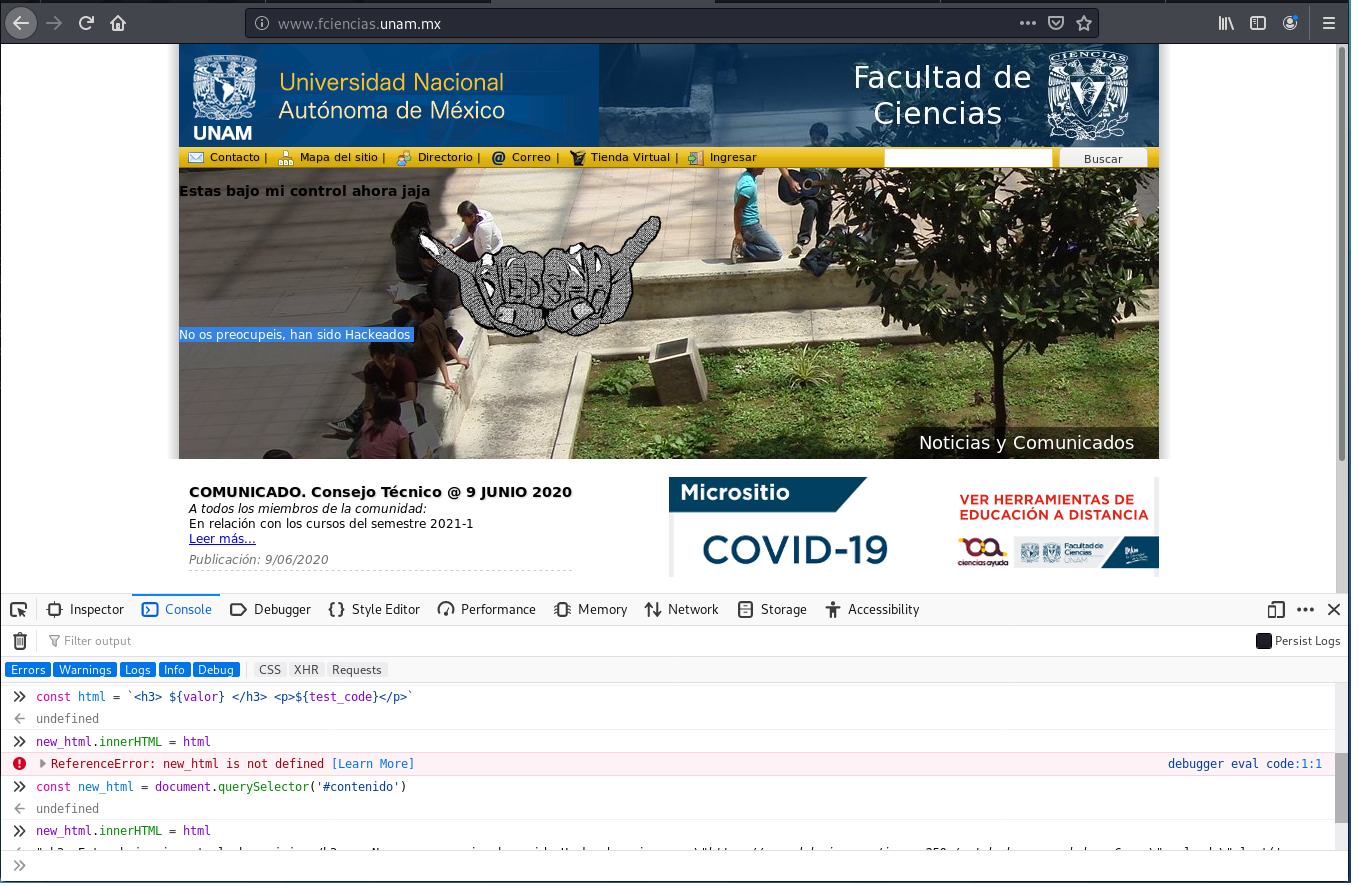 www.fciencias.unam.mx
UNAM
Universidad Nacional
Autónoma de México
Facultad de
Ciencias
CIENCIAS
Contacto |
Mapa del sitio |
Directorio |
Correo |
Tienda Virtual |
Ingresar
Buscar
Estas bajo mi control ahora jaja
No os preocupeis, han sido Hackeados
Noticias y Comunicados
COMUNICADO. Consejo Técnico @ 9 JUNIO 2020
A todos los miembros de la comunidad:
En relación con los cursos del semestre 2021-1
Leer más...
Publicación: 9/06/2020
Micrositio
COVID-19
VER HERRAMIENTAS DE
EDUCACIÓN A DISTANCIA
ciencias ayuda
Facultad de
Ciencias
UNAM
Inspector
Console
Debugger
Style Editor
Performance
Memory
Network
Storage
Accessibility
Filter output
Persist Logs
Errors
Warnings
Logs
Info
Debug
CSS
XHR
Requests
const html = `<h3> ${valor} </h3> <p>${test_code}</p>`
undefined
new_html.innerHTML = html
ReferenceError: new_html is not defined [Learn More]
debugger eval code:1:1
const new_html = document.querySelector('#contenido')
undefined
new_html.innerHTML = html